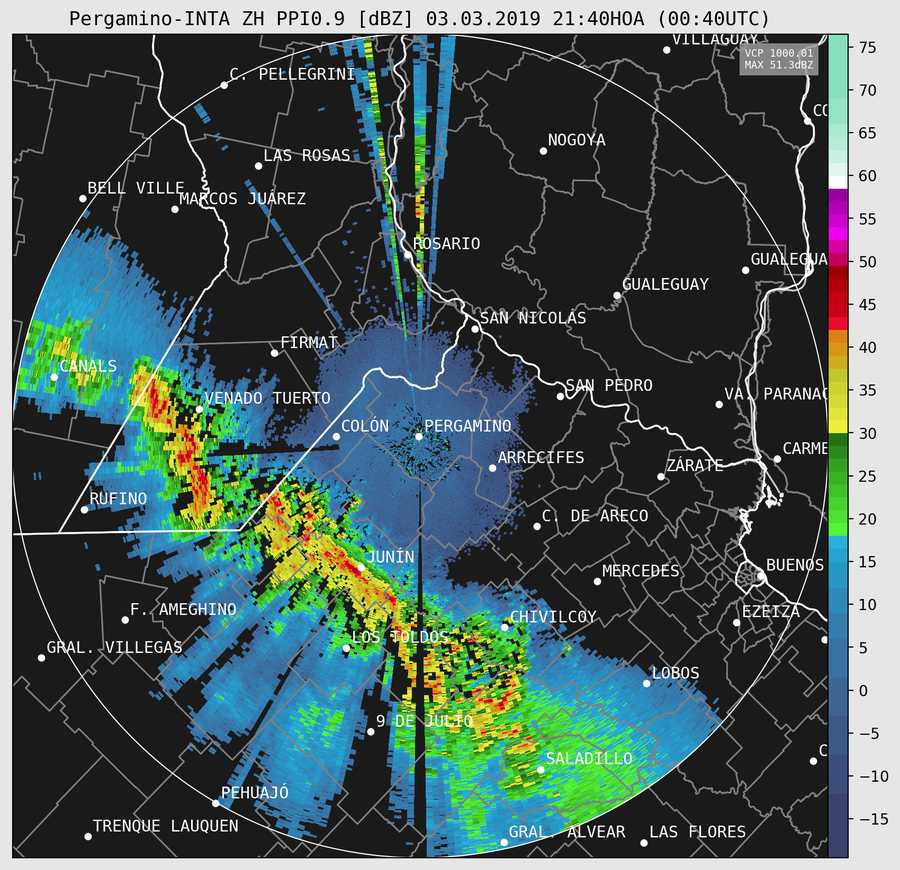 Pergamino-INTA ZH PPI0.9 [dBZ] 03.03.2019 21:40HOA (00:40UTC)
VILLAGUAY
VCP 1000.01
MAX 51.3dBZ
C. PELLEGRINI
CO
NOGOYA
LAS ROSAS
BELL VILLE
MARCOS JUÁREZ
ROSARIO
GUALEGUA
GUALEGUAY
SAN NICOLÁS
FIRMAT
CANALS
SAN PEDRO
VENADO TUERTO
VA. PARANAC
COLÓN
PERGAMINO
CARME
ARRECIFES
ZÁRATE
RUFINO
C. DE ARECO
JUNÍN
MERCEDES
BUENOS
F. AMEGHINO
CHIVILCOY
EZEIZA
LOS TOLDOS
GRAL. VILLEGAS
LOBOS
9 DE JULIO
SALADILLO
C
PEHUAJÓ
TRENQUE LAUQUEN
GRAL. ALVEAR
LAS FLORES
75
70
65
60
55
50
45
40
35
30
25
20
15
10
5
0
−5
−10
−15